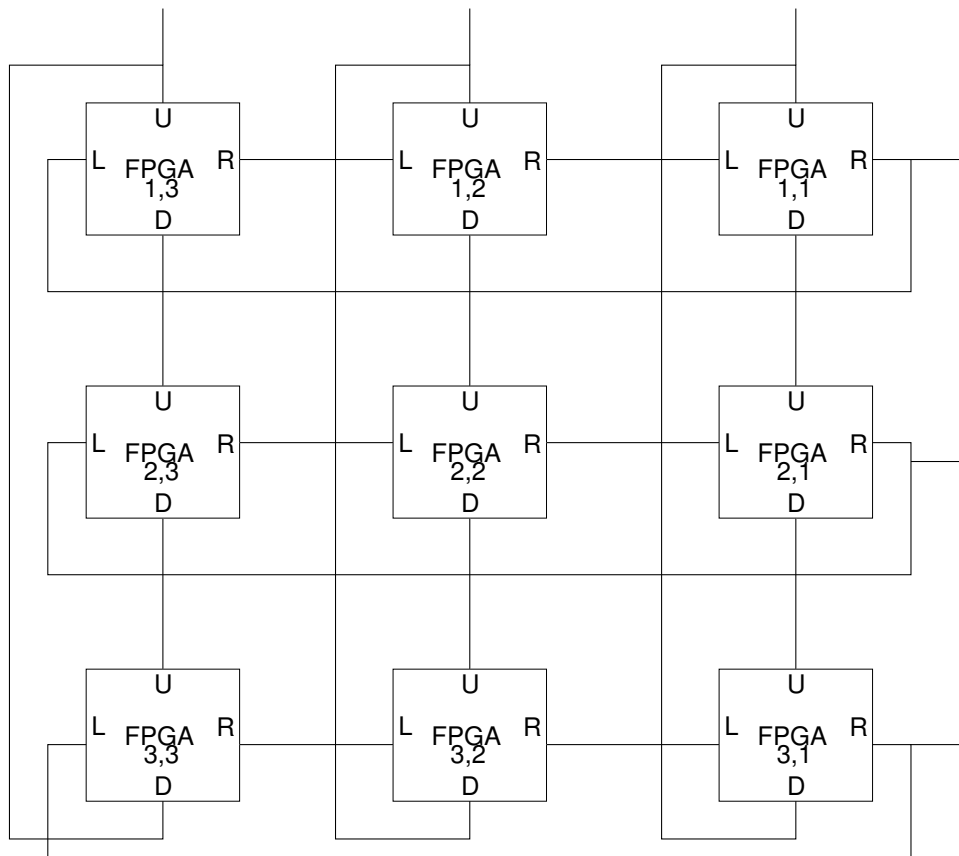 U U U
L FPGA R L FPGA R L FPGA R
1,3 1,2 1,1
D D D
U U U
L FPGA R L FPGA R L FPGA R
2,3 2,2 2,1
D D D
U U U
L FPGA R L FPGA R L FPGA R
3,3 3,2 3,1
D D D